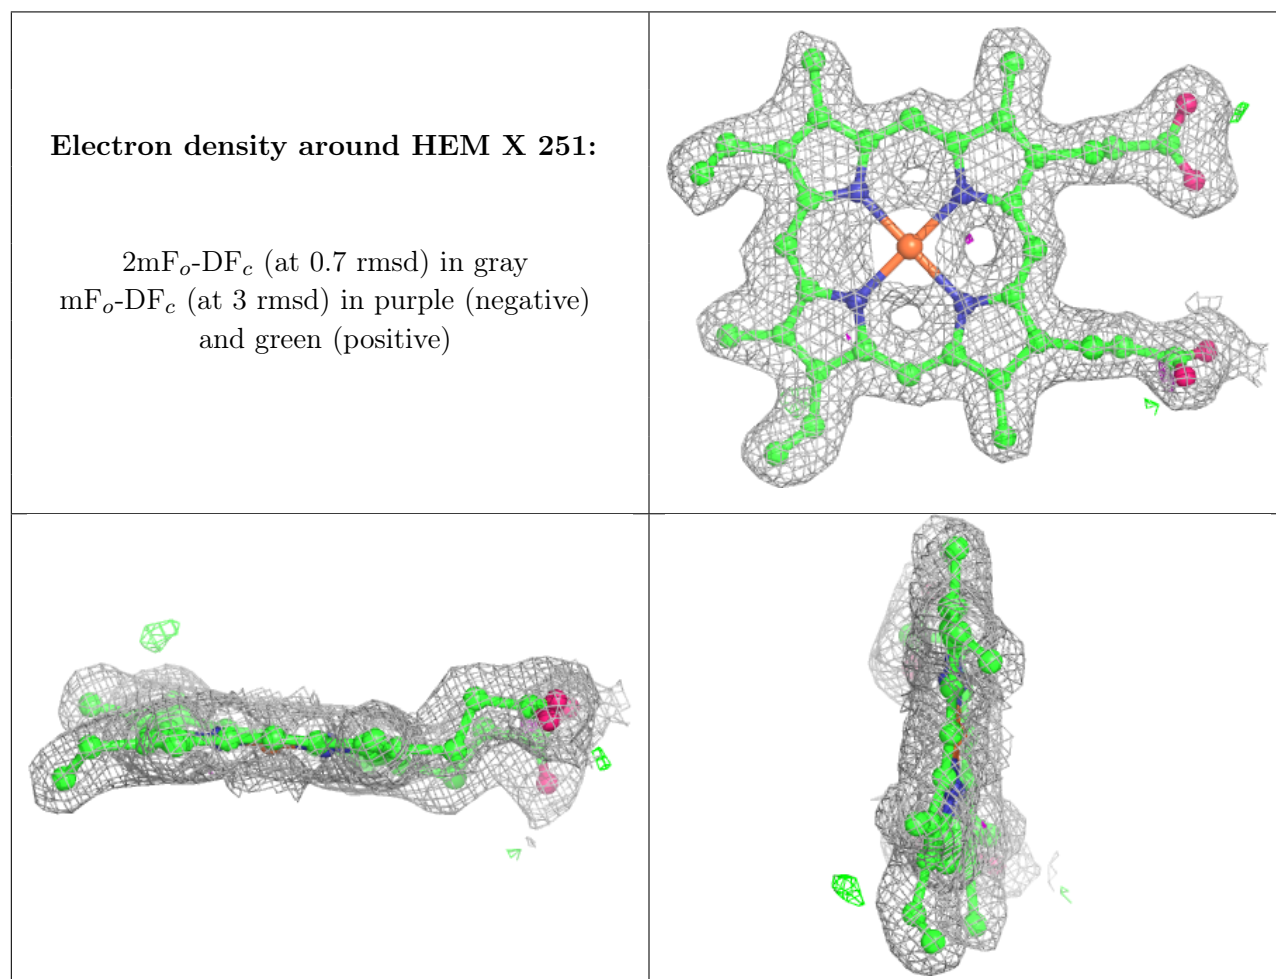 Electron density around HEM X 251:
2mFo-DFc (at 0.7 rmsd) in gray
mFo-DFc (at 3 rmsd) in purple (negative)
and green (positive)